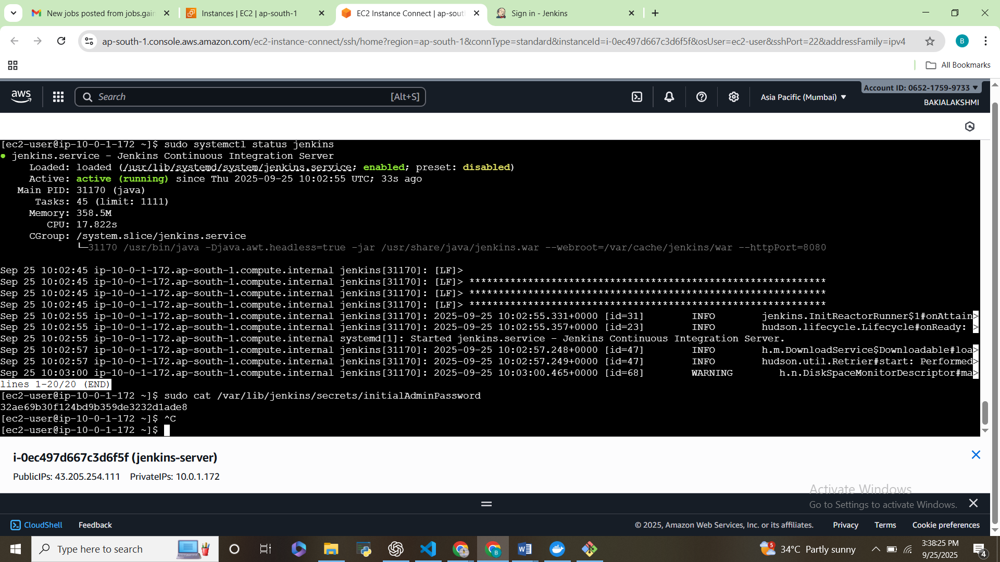 New jobs posted from jobs.gain
Instances | EC2 | ap-south-1
EC2 Instance Connect | ap-sout
Sign in - Jenkins
ap-south-1.console.aws.amazon.com/ec2-instance-connect/ssh/home?region=ap-south-1&connType=standard&instanceId=i-0ec497d667c3d6f5f&osUser=ec2-user&sshPort=22&addressFamily=ipv4
B
All Bookmarks
aws
Search
[Alt+S]
Asia Pacific (Mumbai)
Account ID: 0652-1759-9733
BAKIALAKSHMI
[ec2-user@ip-10-0-1-172 ~]$ sudo systemctl status jenkins
● jenkins.service - Jenkins Continuous Integration Server
Loaded: loaded (/usr/lib/systemd/system/jenkins.service; enabled; preset: disabled)
Active: active (running) since Thu 2025-09-25 10:02:55 UTC; 33s ago
Main PID: 31170 (java)
Tasks: 45 (limit: 1111)
Memory: 358.5M
CPU: 17.822s
CGroup: /system.slice/jenkins.service
└─31170 /usr/bin/java -Djava.awt.headless=true -jar /usr/share/java/jenkins.war --webroot=/var/cache/jenkins/war --httpPort=8080
Sep 25 10:02:45 ip-10-0-1-172.ap-south-1.compute.internal jenkins[31170]: [LF]>
Sep 25 10:02:45 ip-10-0-1-172.ap-south-1.compute.internal jenkins[31170]: [LF]> *************************************************************
Sep 25 10:02:45 ip-10-0-1-172.ap-south-1.compute.internal jenkins[31170]: [LF]> *************************************************************
Sep 25 10:02:45 ip-10-0-1-172.ap-south-1.compute.internal jenkins[31170]: [LF]> *************************************************************
Sep 25 10:02:55 ip-10-0-1-172.ap-south-1.compute.internal jenkins[31170]: 2025-09-25 10:02:55.331+0000 [id=31] INFO jenkins.InitReactorRunner$1#onAttain>
Sep 25 10:02:55 ip-10-0-1-172.ap-south-1.compute.internal jenkins[31170]: 2025-09-25 10:02:55.357+0000 [id=23] INFO hudson.lifecycle.Lifecycle#onReady: >
Sep 25 10:02:55 ip-10-0-1-172.ap-south-1.compute.internal systemd[1]: Started jenkins.service - Jenkins Continuous Integration Server.
Sep 25 10:02:57 ip-10-0-1-172.ap-south-1.compute.internal jenkins[31170]: 2025-09-25 10:02:57.248+0000 [id=47] INFO h.m.DownloadService$Downloadable#loa>
Sep 25 10:02:57 ip-10-0-1-172.ap-south-1.compute.internal jenkins[31170]: 2025-09-25 10:02:57.249+0000 [id=47] INFO hudson.util.Retrier#start: Performed>
Sep 25 10:03:00 ip-10-0-1-172.ap-south-1.compute.internal jenkins[31170]: 2025-09-25 10:03:00.465+0000 [id=68] WARNING h.n.DiskSpaceMonitorDescriptor#ma>
lines 1-20/20 (END)
[ec2-user@ip-10-0-1-172 ~]$ sudo cat /var/lib/jenkins/secrets/initialAdminPassword
32ae69b30f124bd9b359de3232d1ade8
[ec2-user@ip-10-0-1-172 ~]$ ^C
[ec2-user@ip-10-0-1-172 ~]$
i-0ec497d667c3d6f5f (jenkins-server)
PublicIPs: 43.205.254.111 PrivateIPs: 10.0.1.172
Activate Windows
Go to Settings to activate Windows.
CloudShell
Feedback
© 2025, Amazon Web Services, Inc. or its affiliates.
Privacy
Terms
Cookie preferences
Type here to search
B
5
34°C Partly sunny
3:38:25 PM
9/25/2025
4